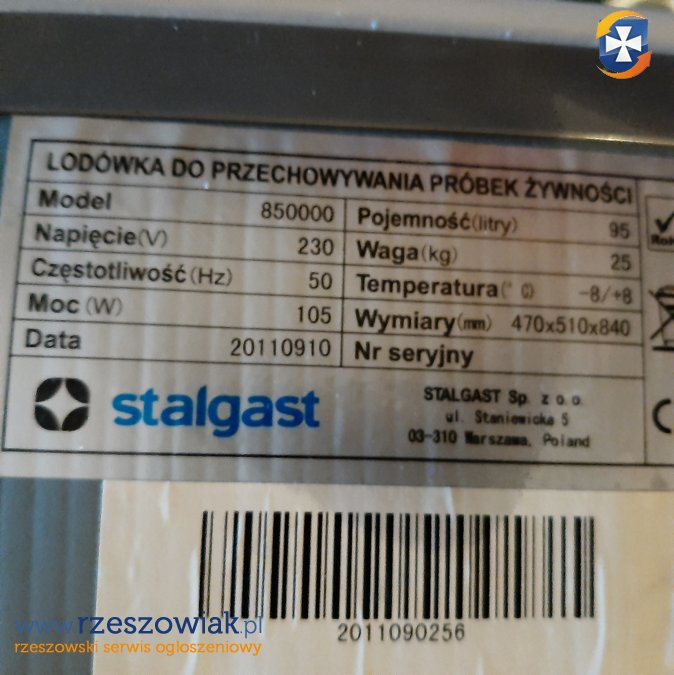 LODÓWKA DO PRZECHOWYWANIA PRÓBEK ŻYWNOŚCI
Model 850000 Pojemność(litry) 95
Napięcie(V) 230 Waga(kg) 25
Częstotliwość(Hz) 50 Temperatura(°C) -8/+8
Moc (W) 105 Wymiary(mm) 470x510x840
Data 20110910 Nr seryjny
RoH
stalgast
STALGAST Sp. z o.o.
ul. Staniewicka 5
03-310 Warszawa, Poland
C
2011090256
www.rzeszowiak.pl
rzeszowski serwis ogłoszeniowy